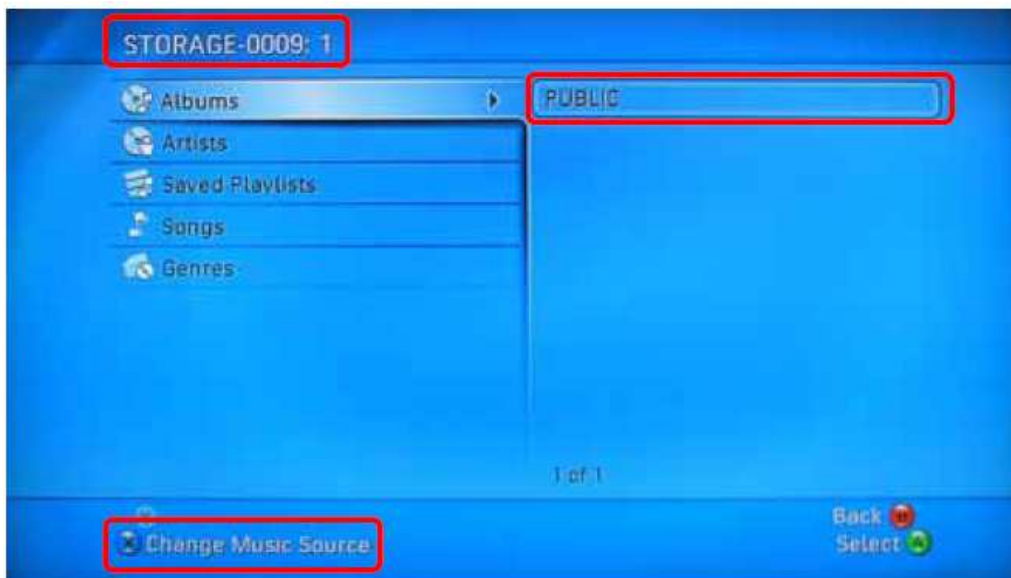 STORAGE-0009: 1
Albums
PUBLIC
Artists
Saved Playlists
Songs
Genres
1 of 1
Back B
X Change Music Source
Select A